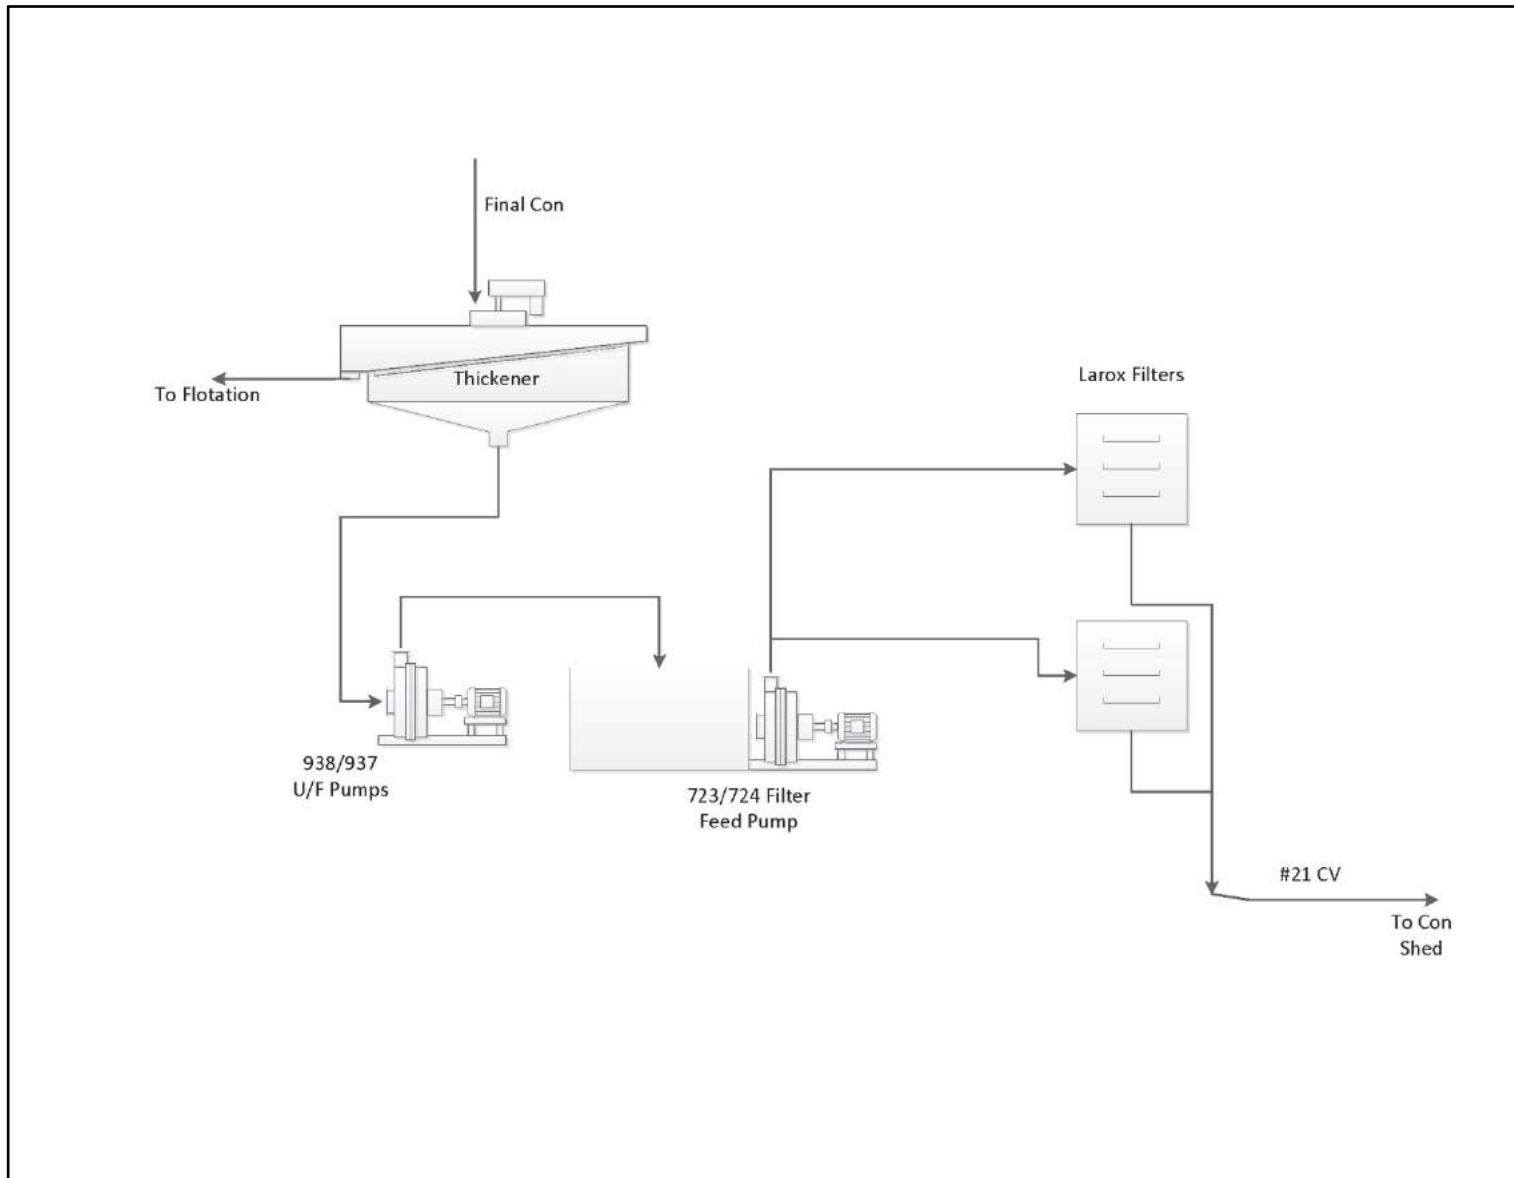 Final Con
Thickener
To Flotation
Larox Filters
938/937
U/F Pumps
723/724 Filter
Feed Pump
#21 CV
To Con
Shed